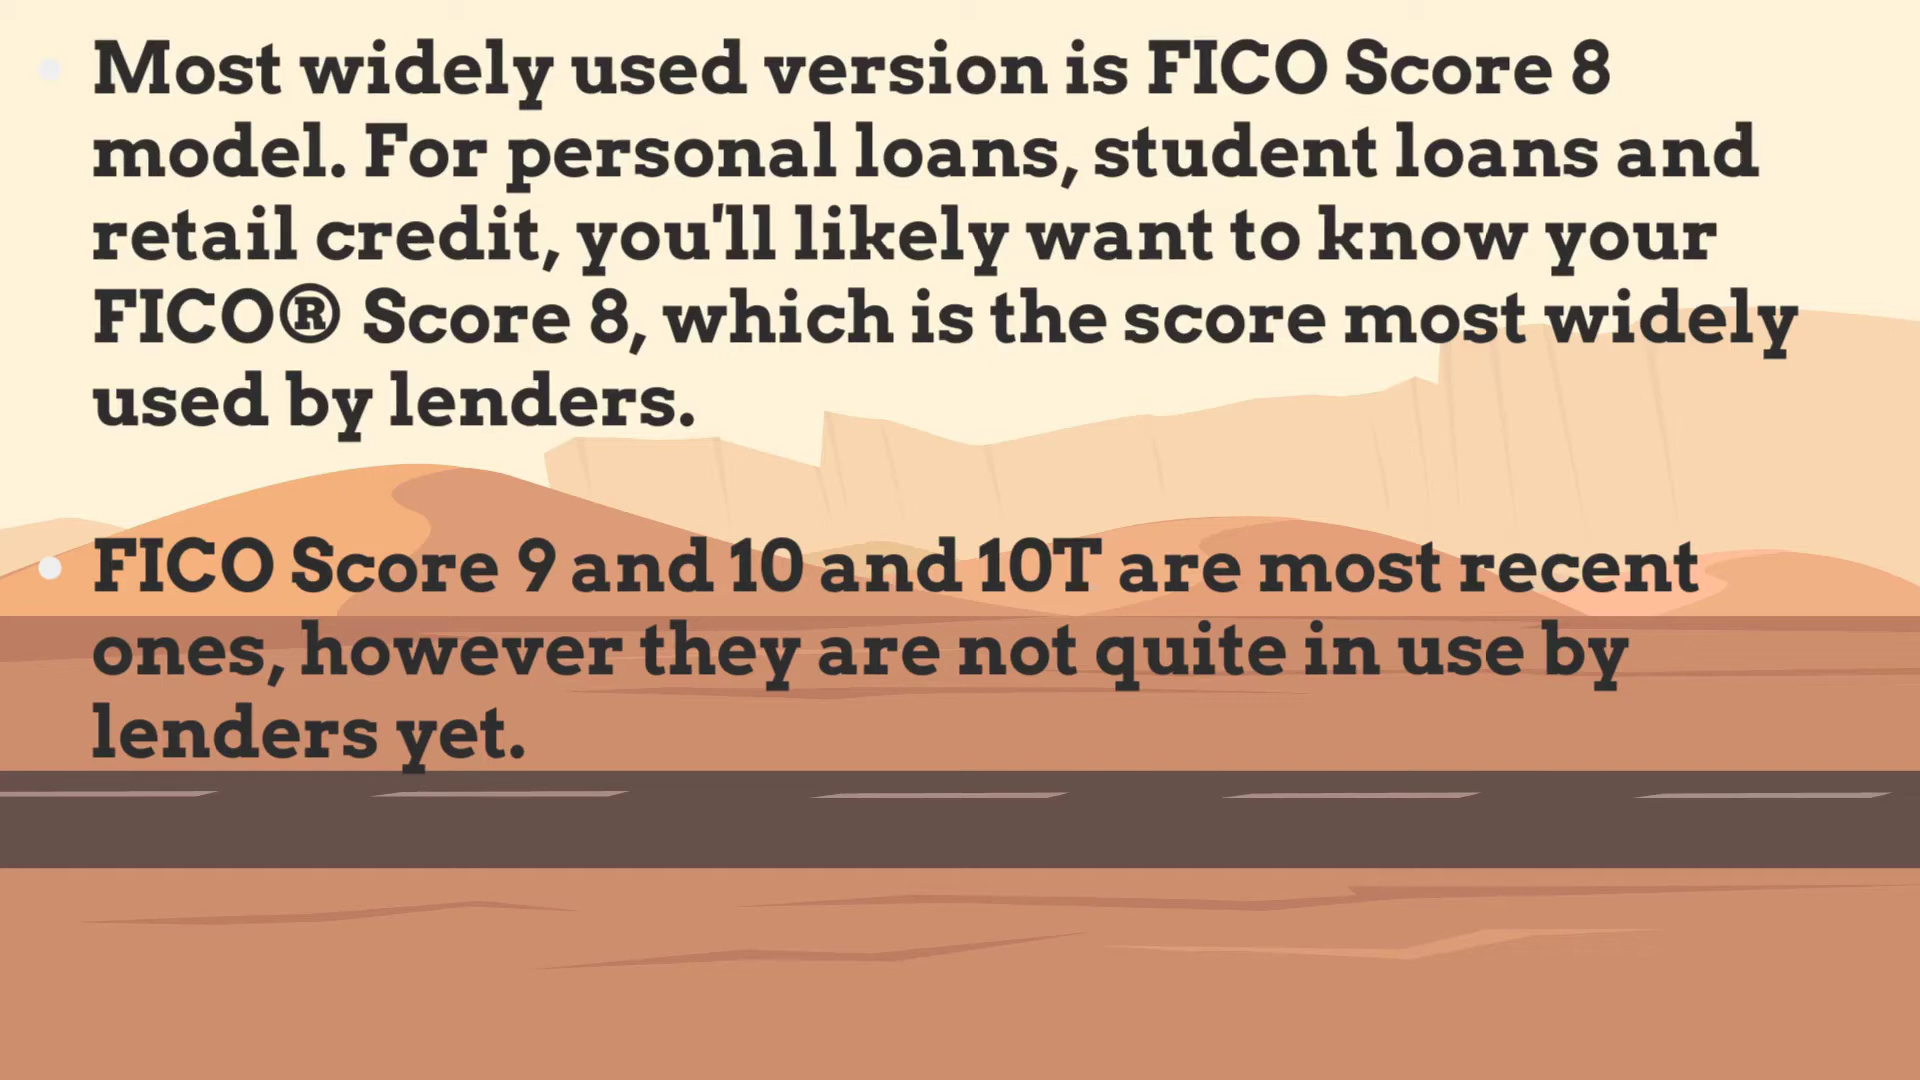 Most widely used version is FICO Score 8
model. For personal loans, student loans and
retail credit, you'll likely want to know your
FICO® Score 8, which is the score most widely
used by lenders.
FICO Score 9 and 10 and 10T are most recent
ones, however they are not quite in use by
lenders yet.